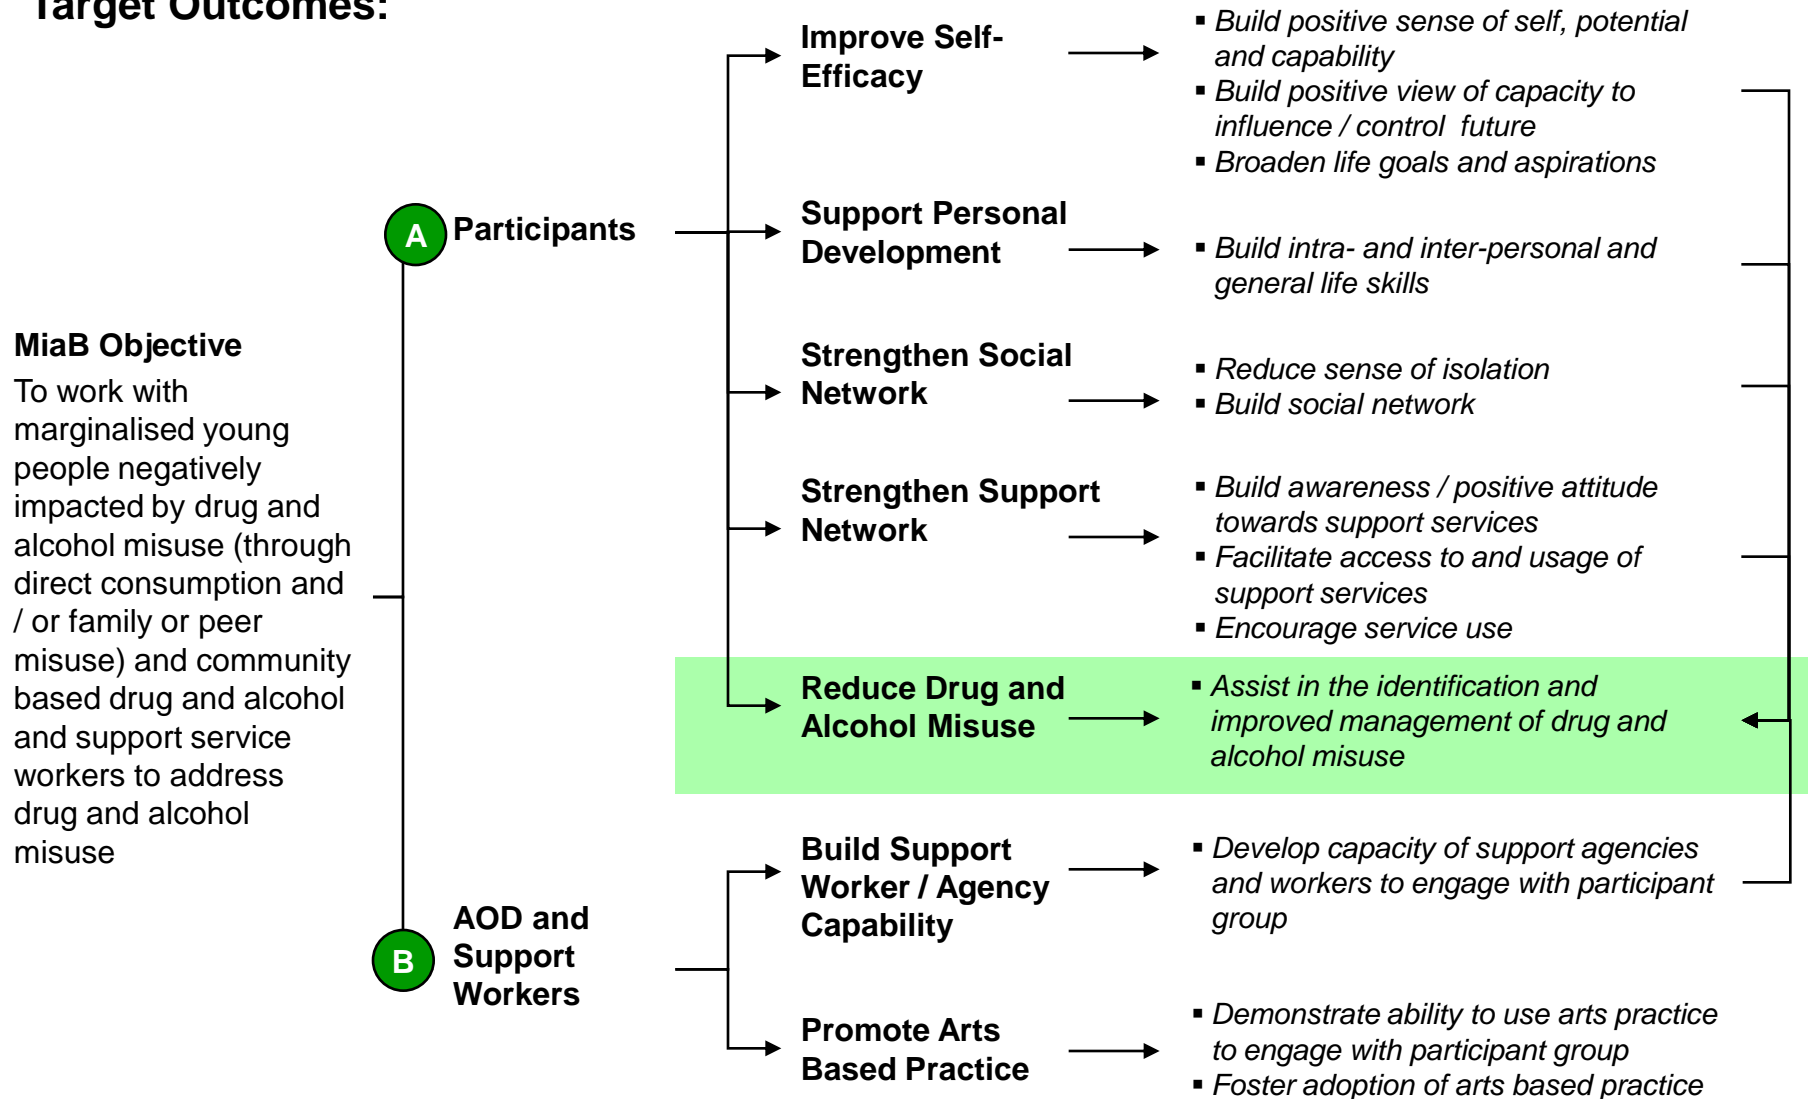 Target Outcomes:
MiaB Objective
To work with
marginalised young
people negatively
impacted by drug and
alcohol misuse (through
direct consumption and
/ or family or peer
misuse) and community
based drug and alcohol
and support service
workers to address
drug and alcohol
misuse
A Participants
Improve Self-
Efficacy
▪ Build positive sense of self, potential
and capability
▪ Build positive view of capacity to
influence / control future
▪ Broaden life goals and aspirations
Support Personal
Development
▪ Build intra- and inter-personal and
general life skills
Strengthen Social
Network
▪ Reduce sense of isolation
▪ Build social network
Strengthen Support
Network
▪ Build awareness / positive attitude
towards support services
▪ Facilitate access to and usage of
support services
▪ Encourage service use
Reduce Drug and
Alcohol Misuse
▪ Assist in the identification and
improved management of drug and
alcohol misuse
B
AOD and
Support
Workers
Build Support
Worker / Agency
Capability
▪ Develop capacity of support agencies
and workers to engage with participant
group
Promote Arts
Based Practice
▪ Demonstrate ability to use arts practice
to engage with participant group
▪ Foster adoption of arts based practice